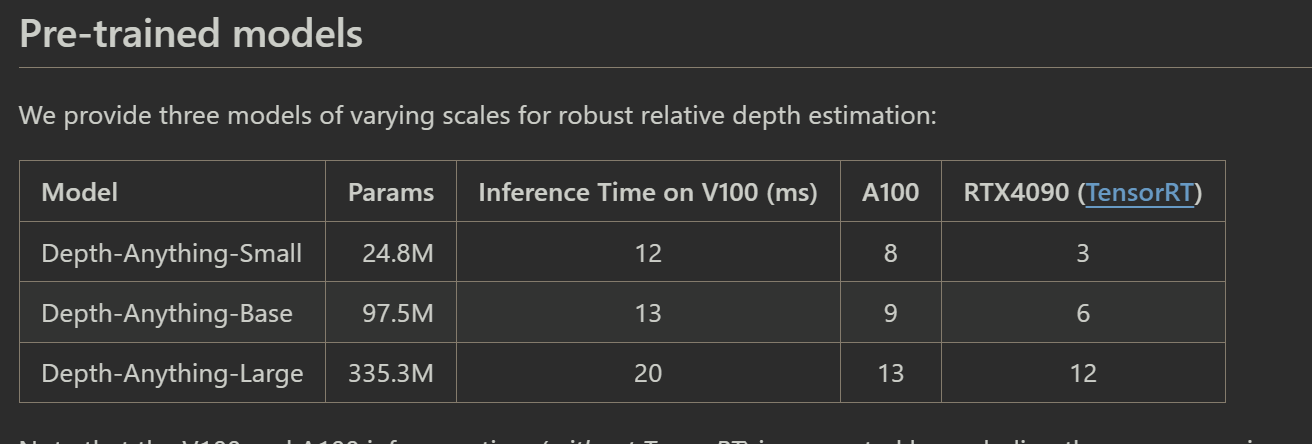 Pre-trained models
We provide three models of varying scales for robust relative depth estimation:
Model Params Inference Time on V100 (ms) A100 RTX4090 (TensorRT)
Depth-Anything-Small 24.8M 12 8 3
Depth-Anything-Base 97.5M 13 9 6
Depth-Anything-Large 335.3M 20 13 12